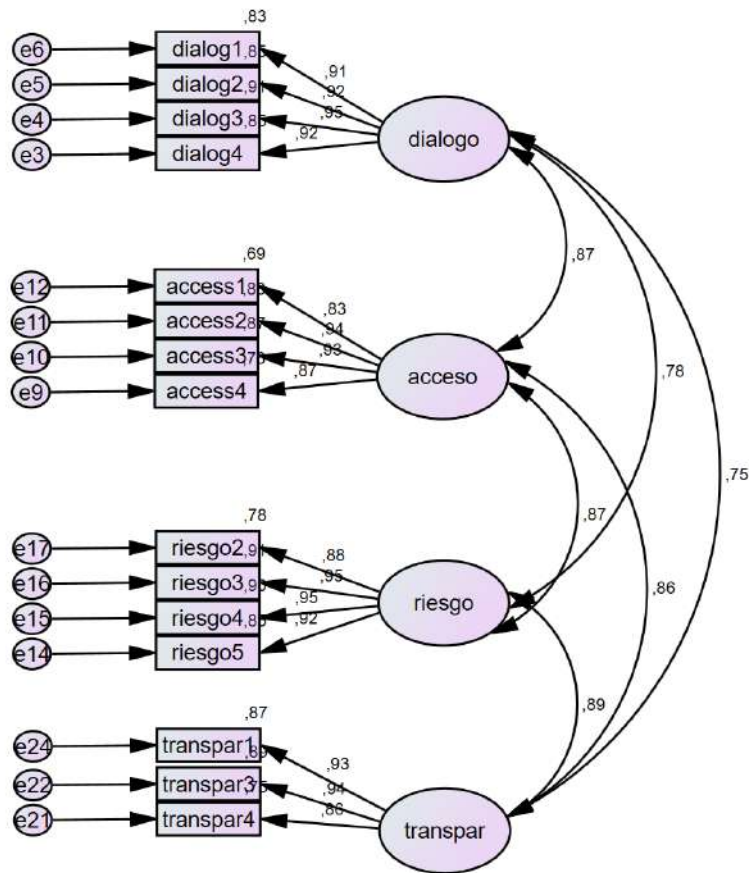 ,83
e6 dialog1
,91
e5 dialog2
,92
e4 dialog3
,95
e3 dialog4
,92
dialogo
,87
,69
e12 access1
,83
e11 access2
,94
e10 access3
,93
e9 access4
,87
acceso
,78
,75
,78
e17 riesgo2
,88
e16 riesgo3
,95
e15 riesgo4
,95
e14 riesgo5
,92
riesgo
,87
,86
,87
e24 transpar1
,93
e22 transpar3
,94
e21 transpar4
,86
transpar
,89